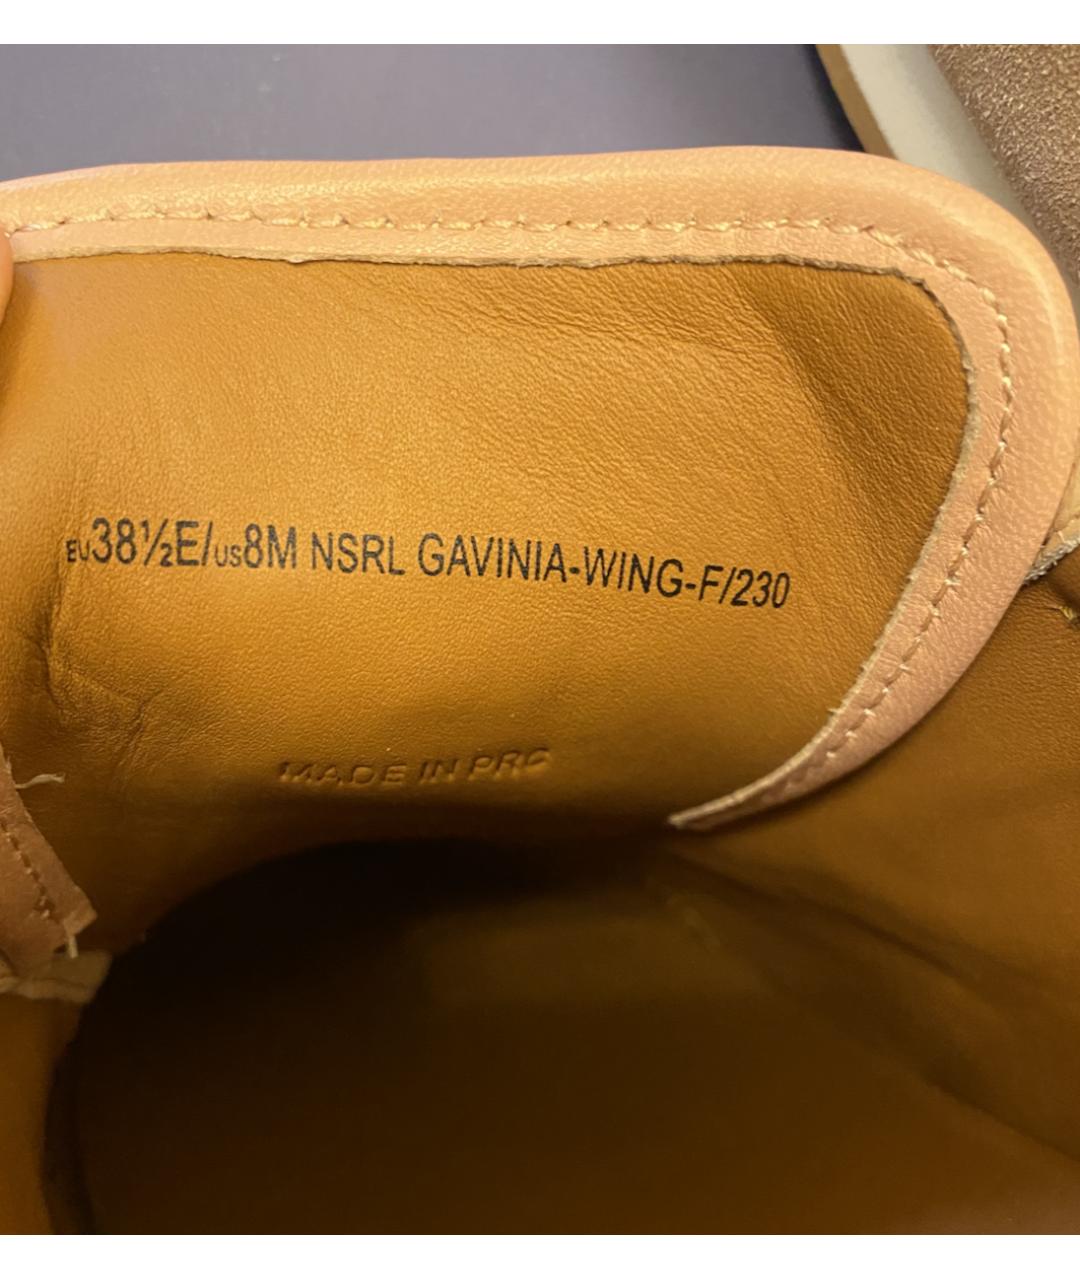 EU38½E/US8M NSRL GAVINIA-WING-F/230
MADE IN PRC